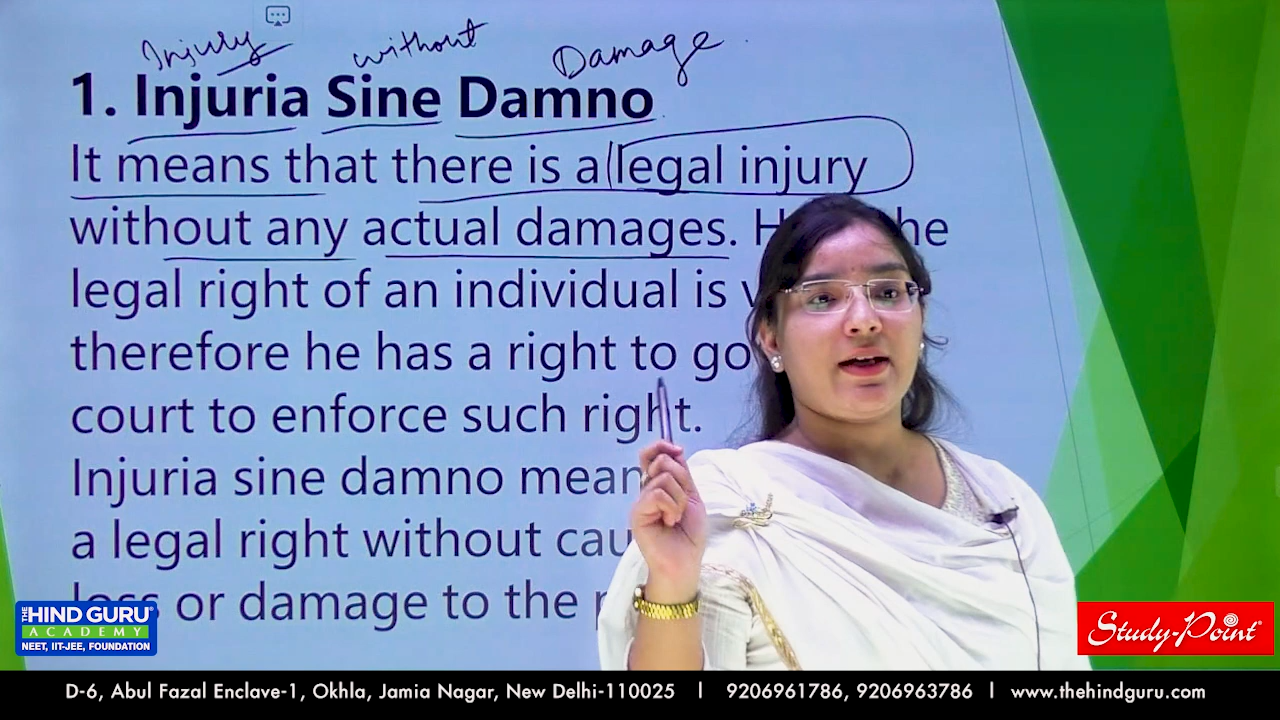 Injury without Damage
1. Injuria Sine Damno
It means that there is a legal injury
without any actual damages. he
legal right of an individual is
therefore he has a right to go
court to enforce such right.
Injuria sine damno
a legal right without
loss or damage to the
THE HIND GURU
ACADEMY
NEET, IIT-JEE, FOUNDATION
Study-Point
D-6, Abul Fazal Enclave-1, Okhla, Jamia Nagar, New Delhi-110025 | 9206961786, 9206963786 | www.thehindguru.com